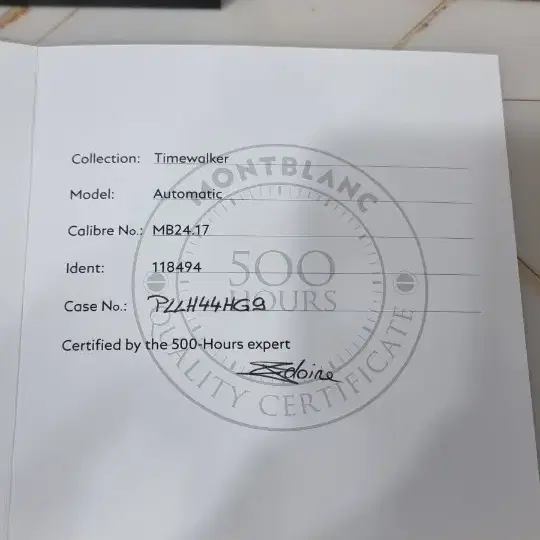 Collection: Timewalker
Model: Automatic
Calibre No.: MB24.17
Ident: 118494
Case No.: PLLH44HG9
Certified by the 500-Hours expert
MONTBLANC
500
HOURS
QUALITY CERTIFICATE